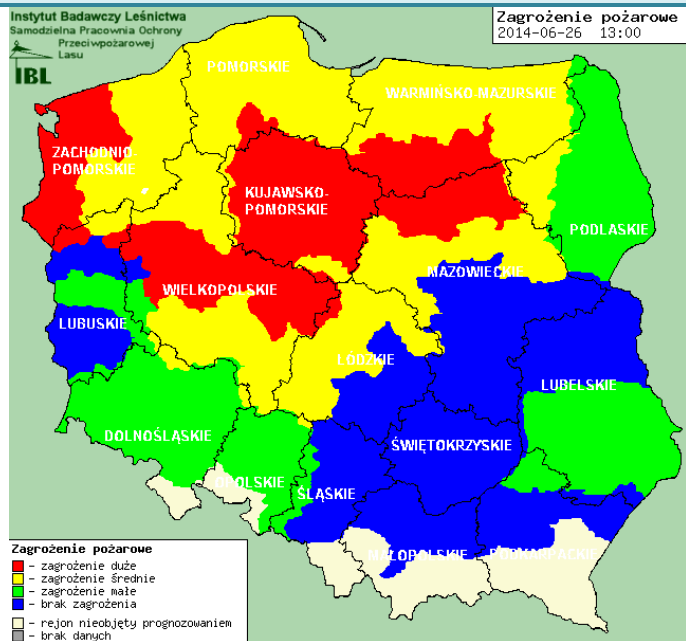 Instytut Badawczy Leśnictwa
Samodzielna Pracownia Ochrony
Przeciwpożarowej
Lasu
IBL
Zagrożenie pożarowe
2014-06-26 13:00
POMORSKIE
WARMIŃSKO-MAZURSKIE
ZACHODNIO-
POMORSKIE
KUJAWSKO-
POMORSKIE
PODLASKIE
MAZOWIECKIE
WIELKOPOLSKIE
LUBUSKIE
ŁÓDZKIE
LUBELSKIE
DOLNOŚLĄSKIE
ŚWIĘTOKRZYSKIE
OPOLSKIE
ŚLĄSKIE
MAŁOPOLSKIE
PODKARPACKIE
Zagrożenie pożarowe
- zagrożenie duże
- zagrożenie średnie
- zagrożenie małe
- brak zagrożenia
- rejon nieobjęty prognozowaniem
- brak danych